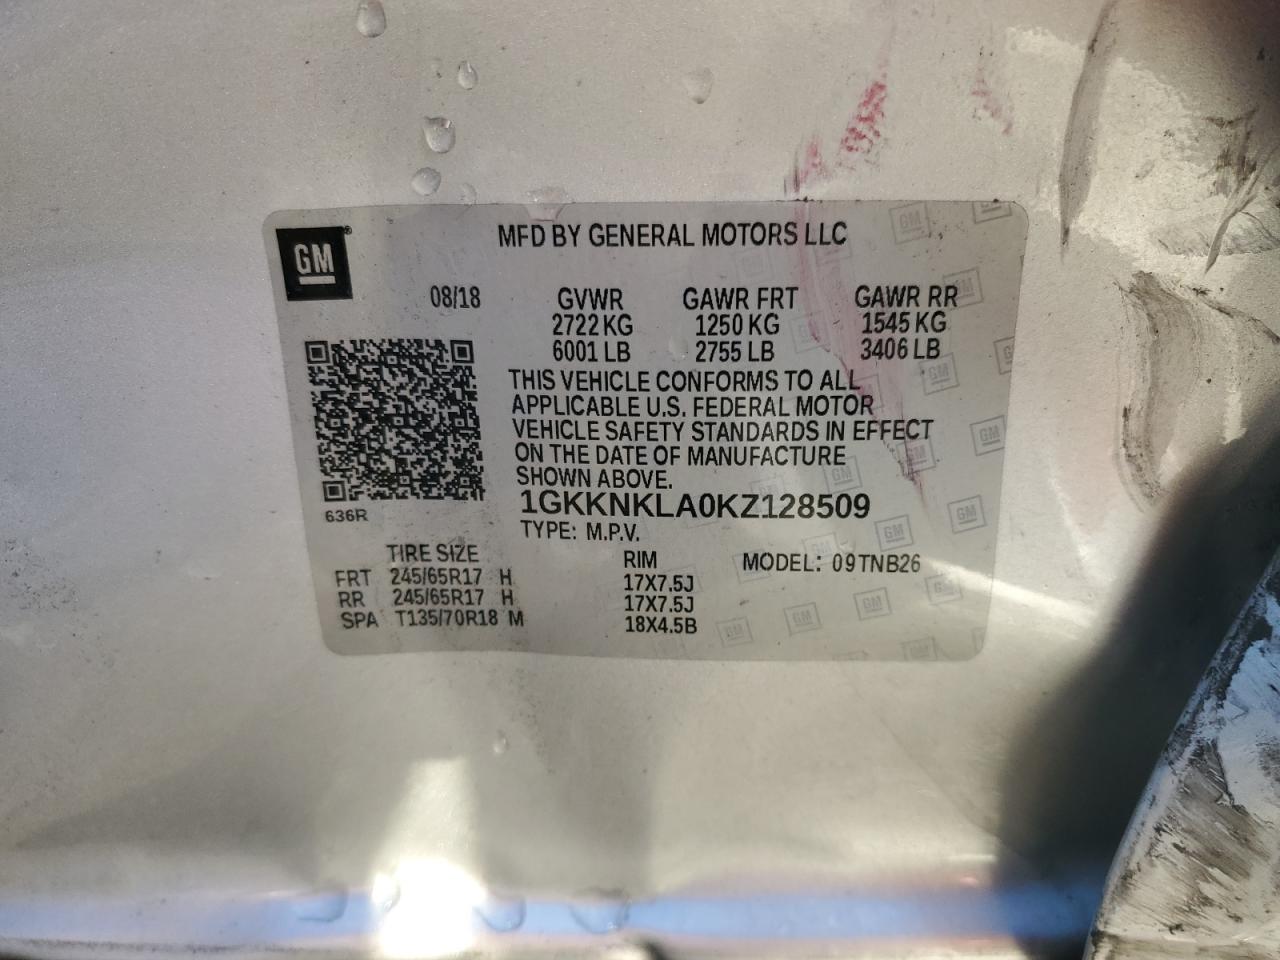 GM
MFD BY GENERAL MOTORS LLC
08/18 GVWR GAWR FRT GAWR RR
2722 KG 1250 KG 1545 KG
6001 LB 2755 LB 3406 LB
THIS VEHICLE CONFORMS TO ALL
APPLICABLE U.S. FEDERAL MOTOR
VEHICLE SAFETY STANDARDS IN EFFECT
ON THE DATE OF MANUFACTURE
SHOWN ABOVE.
636R
1GKKNKLA0KZ128509
TYPE: M.P.V.
TIRE SIZE RIM MODEL: 09TNB26
FRT 245/65R17 H 17X7.5J
RR 245/65R17 H 17X7.5J
SPA T135/70R18 M 18X4.5B